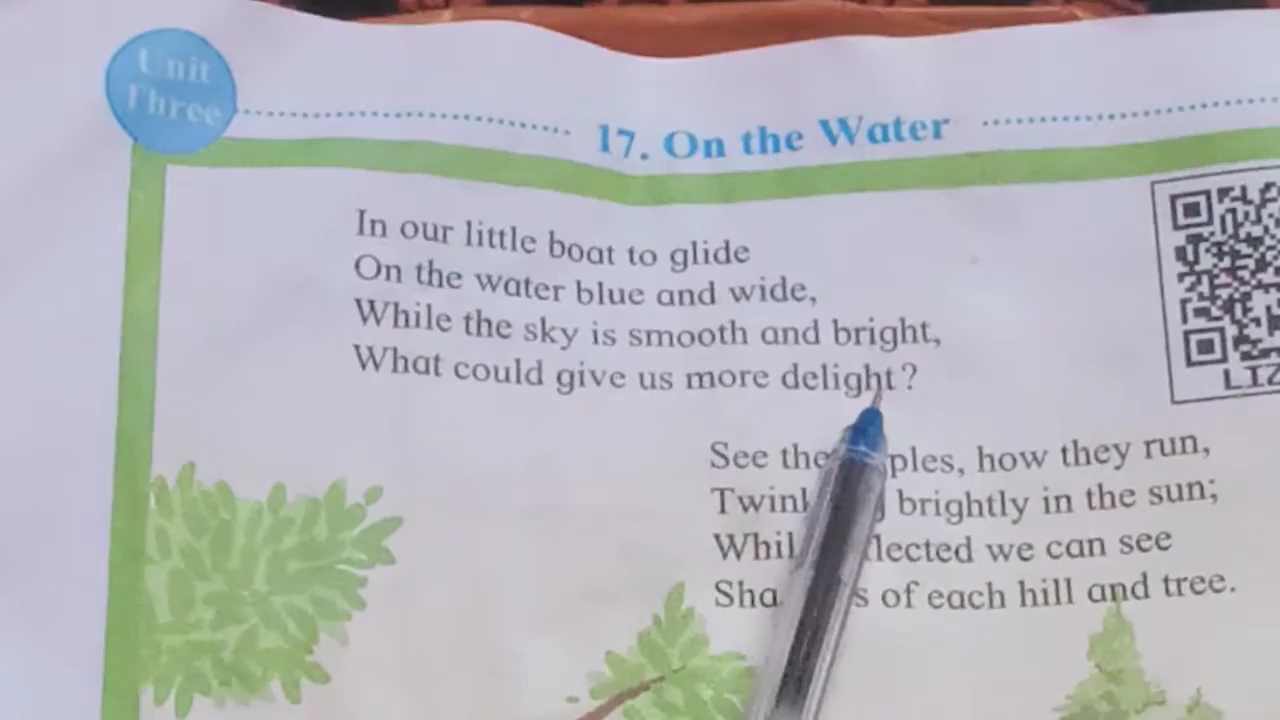 Unit
Three
17. On the Water
In our little boat to glide
On the water blue and wide,
While the sky is smooth and bright,
What could give us more delight?
LIZ
See the ples, how they run,
Twinkl brightly in the sun;
Whil lected we can see
Sha s of each hill and tree.